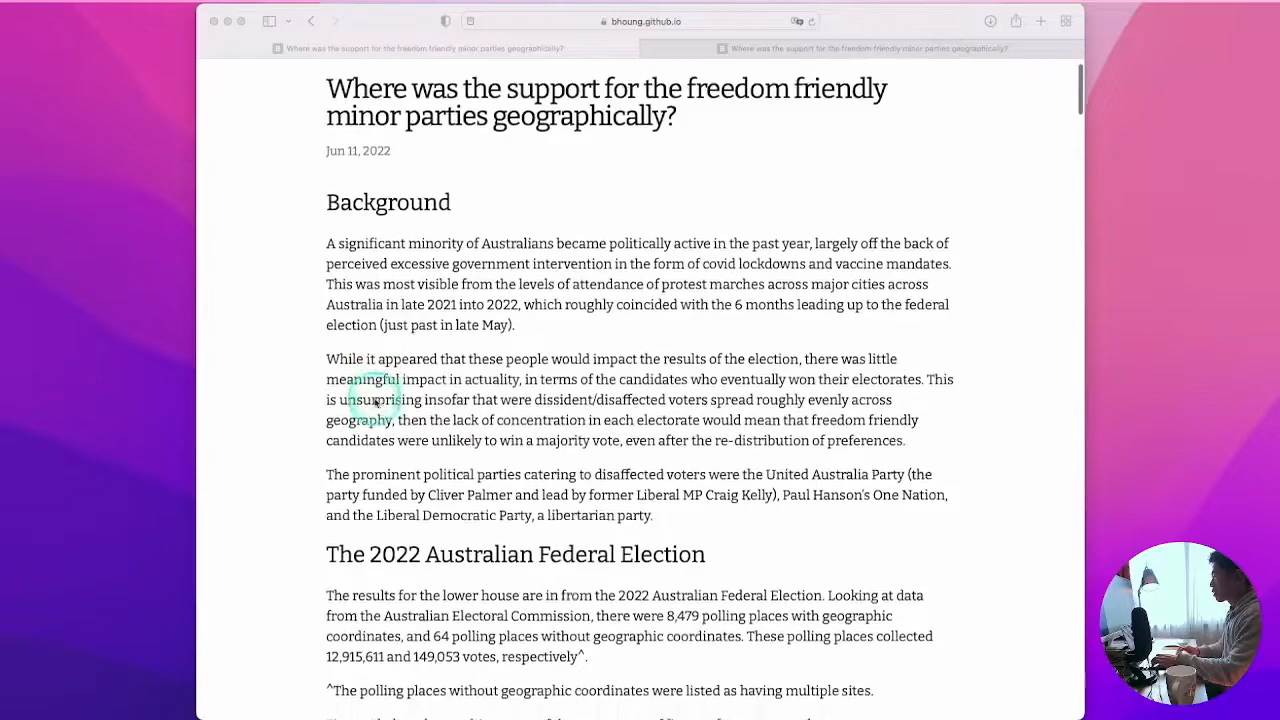 bhoung.github.io
Where was the support for the freedom friendly minor parties geographically?
Where was the support for the freedom friendly minor parties geographically?
Where was the support for the freedom friendly
minor parties geographically?
Jun 11, 2022
Background
A significant minority of Australians became politically active in the past year, largely off the back of
perceived excessive government intervention in the form of covid lockdowns and vaccine mandates.
This was most visible from the levels of attendance of protest marches across major cities across
Australia in late 2021 into 2022, which roughly coincided with the 6 months leading up to the federal
election (just past in late May).
While it appeared that these people would impact the results of the election, there was little
meaningful impact in actuality, in terms of the candidates who eventually won their electorates. This
is unsurprising insofar that were dissident/disaffected voters spread roughly evenly across
geography, then the lack of concentration in each electorate would mean that freedom friendly
candidates were unlikely to win a majority vote, even after the re-distribution of preferences.
The prominent political parties catering to disaffected voters were the United Australia Party (the
party funded by Cliver Palmer and lead by former Liberal MP Craig Kelly), Paul Hanson's One Nation,
and the Liberal Democratic Party, a libertarian party.
The 2022 Australian Federal Election
The results for the lower house are in from the 2022 Australian Federal Election. Looking at data
from the Australian Electoral Commission, there were 8,479 polling places with geographic
coordinates, and 64 polling places without geographic coordinates. These polling places collected
12,915,611 and 149,053 votes, respectively^.
^The polling places without geographic coordinates were listed as having multiple sites.